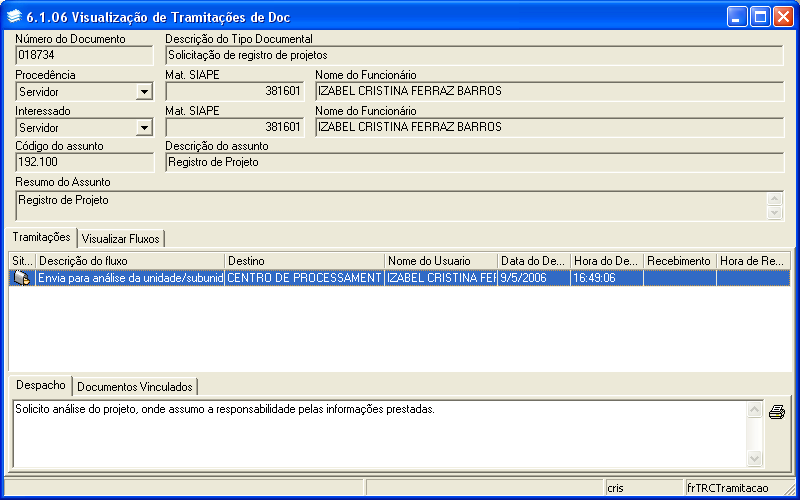 6.1.06 Visualização de Tramitações de Doc
Número do Documento Descrição do Tipo Documental
018734 Solicitação de registro de projetos
Procedência Mat. SIAPE Nome do Funcionário
Servidor 381601 IZABEL CRISTINA FERRAZ BARROS
Interessado Mat. SIAPE Nome do Funcionário
Servidor 381601 IZABEL CRISTINA FERRAZ BARROS
Código do assunto Descrição do assunto
192.100 Registro de Projeto
Resumo do Assunto
Registro de Projeto
Tramitações Visualizar Fluxos
Sit... Descrição do fluxo Destino Nome do Usuario Data do De... Hora do De... Recebimento Hora de Re...
Envia para análise da unidade/subunid CENTRO DE PROCESSAMENT IZABEL CRISTINA FER 9/5/2006 16:49:06
Despacho Documentos Vinculados
Solicito análise do projeto, onde assumo a responsabilidade pelas informações prestadas.
cris frTRCTramitacao